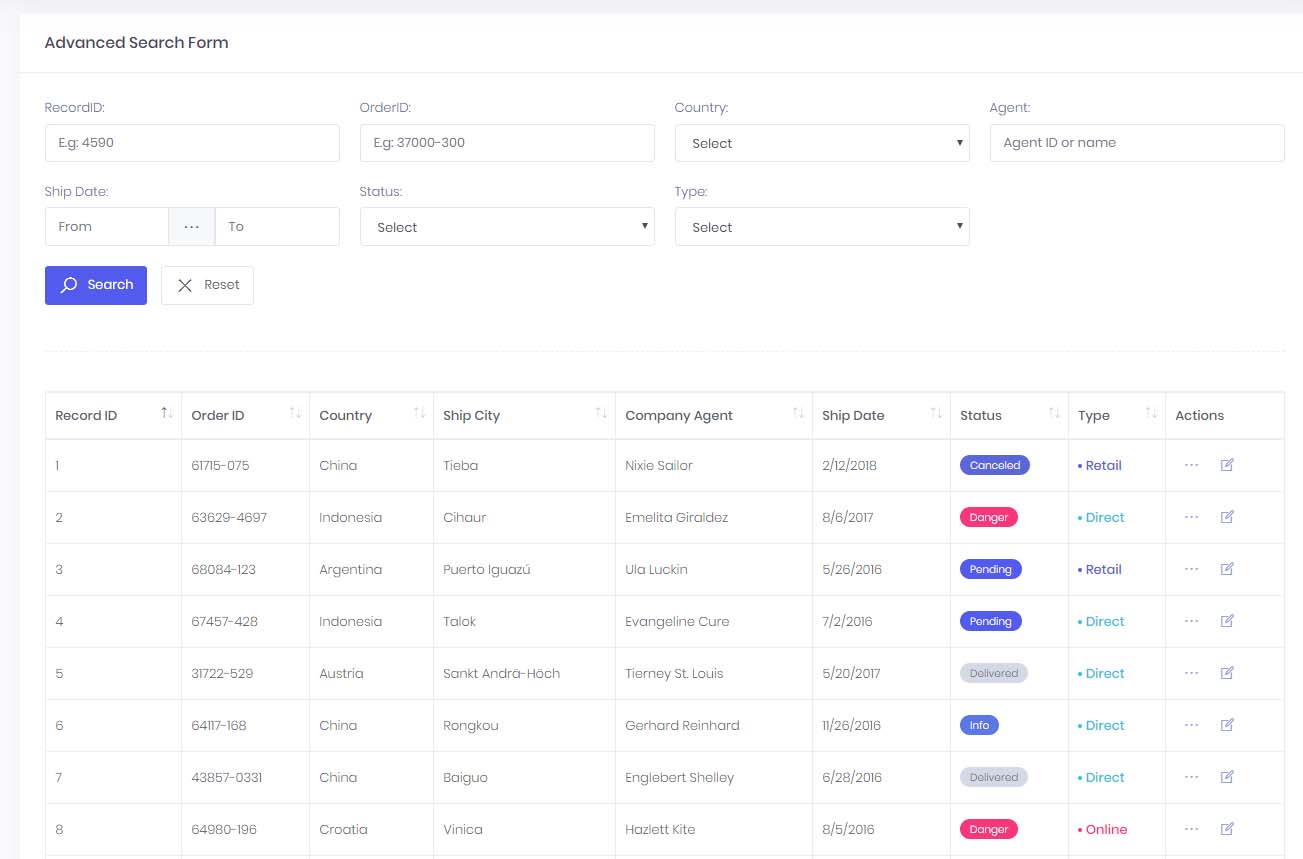 Advanced Search Form
RecordID: OrderID: Country: Agent:
E.g: 4590 E.g: 37000-300 Select Agent ID or name
Ship Date: Status: Type:
From ... To Select Select
Search Reset
Record ID Order ID Country Ship City Company Agent Ship Date Status Type Actions
1 61715-075 China Tieba Nixie Sailor 2/12/2018 Canceled • Retail ...
2 63629-4697 Indonesia Cihaur Emelita Giraldez 8/6/2017 Danger • Direct ...
3 68084-123 Argentina Puerto Iguazú Ula Luckin 5/26/2016 Pending • Retail ...
4 67457-428 Indonesia Talok Evangeline Cure 7/2/2016 Pending • Direct ...
5 31722-529 Austria Sankt Andrä-Höch Tierney St. Louis 5/20/2017 Delivered • Direct ...
6 64117-168 China Rongkou Gerhard Reinhard 11/26/2016 Info • Direct ...
7 43857-0331 China Baiguo Englebert Shelley 6/28/2016 Delivered • Direct ...
8 64980-196 Croatia Vinica Hazlett Kite 8/5/2016 Danger • Online ...